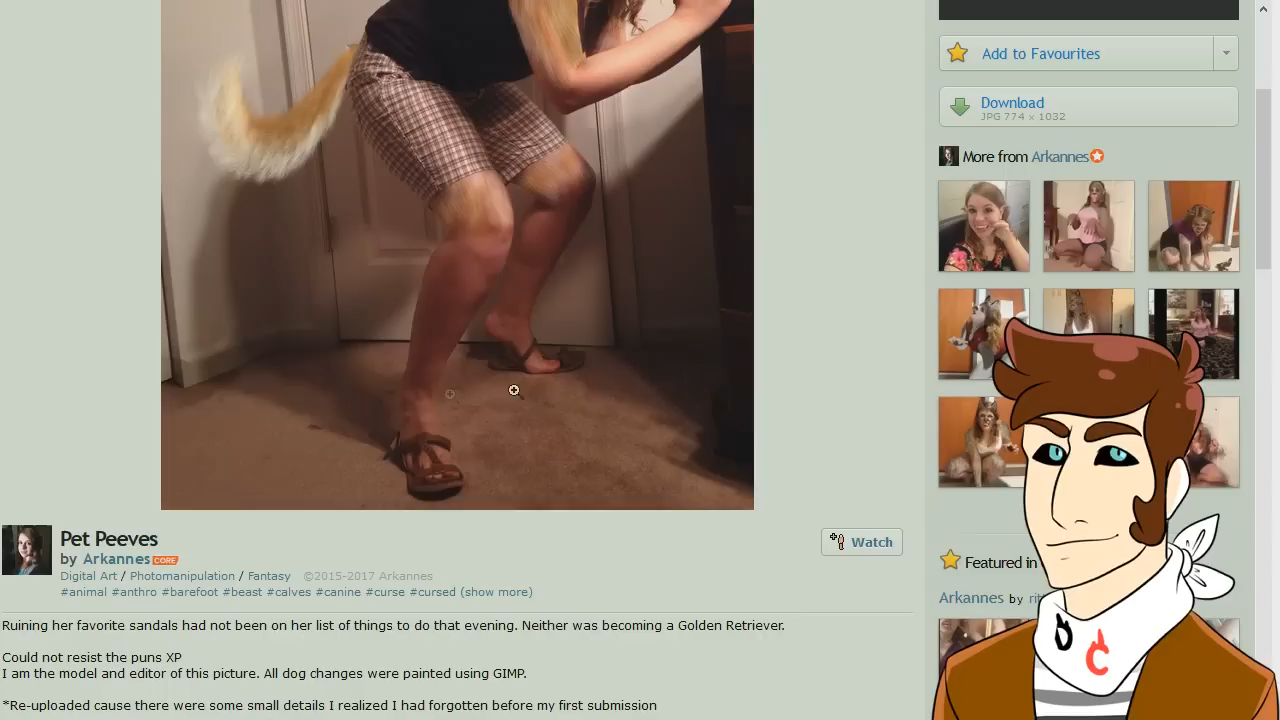 Add to Favourites
Download
JPG 774 × 1032
More from Arkannes
Pet Peeves
by Arkannes CORE
Watch
Digital Art / Photomanipulation / Fantasy ©2015-2017 Arkannes
#animal #anthro #barefoot #beast #calves #canine #curse #cursed (show more)
Featured in
Arkannes by
Ruining her favorite sandals had not been on her list of things to do that evening. Neither was becoming a Golden Retriever.
Could not resist the puns XP
I am the model and editor of this picture. All dog changes were painted using GIMP.
*Re-uploaded cause there were some small details I realized I had forgotten before my first submission
D C